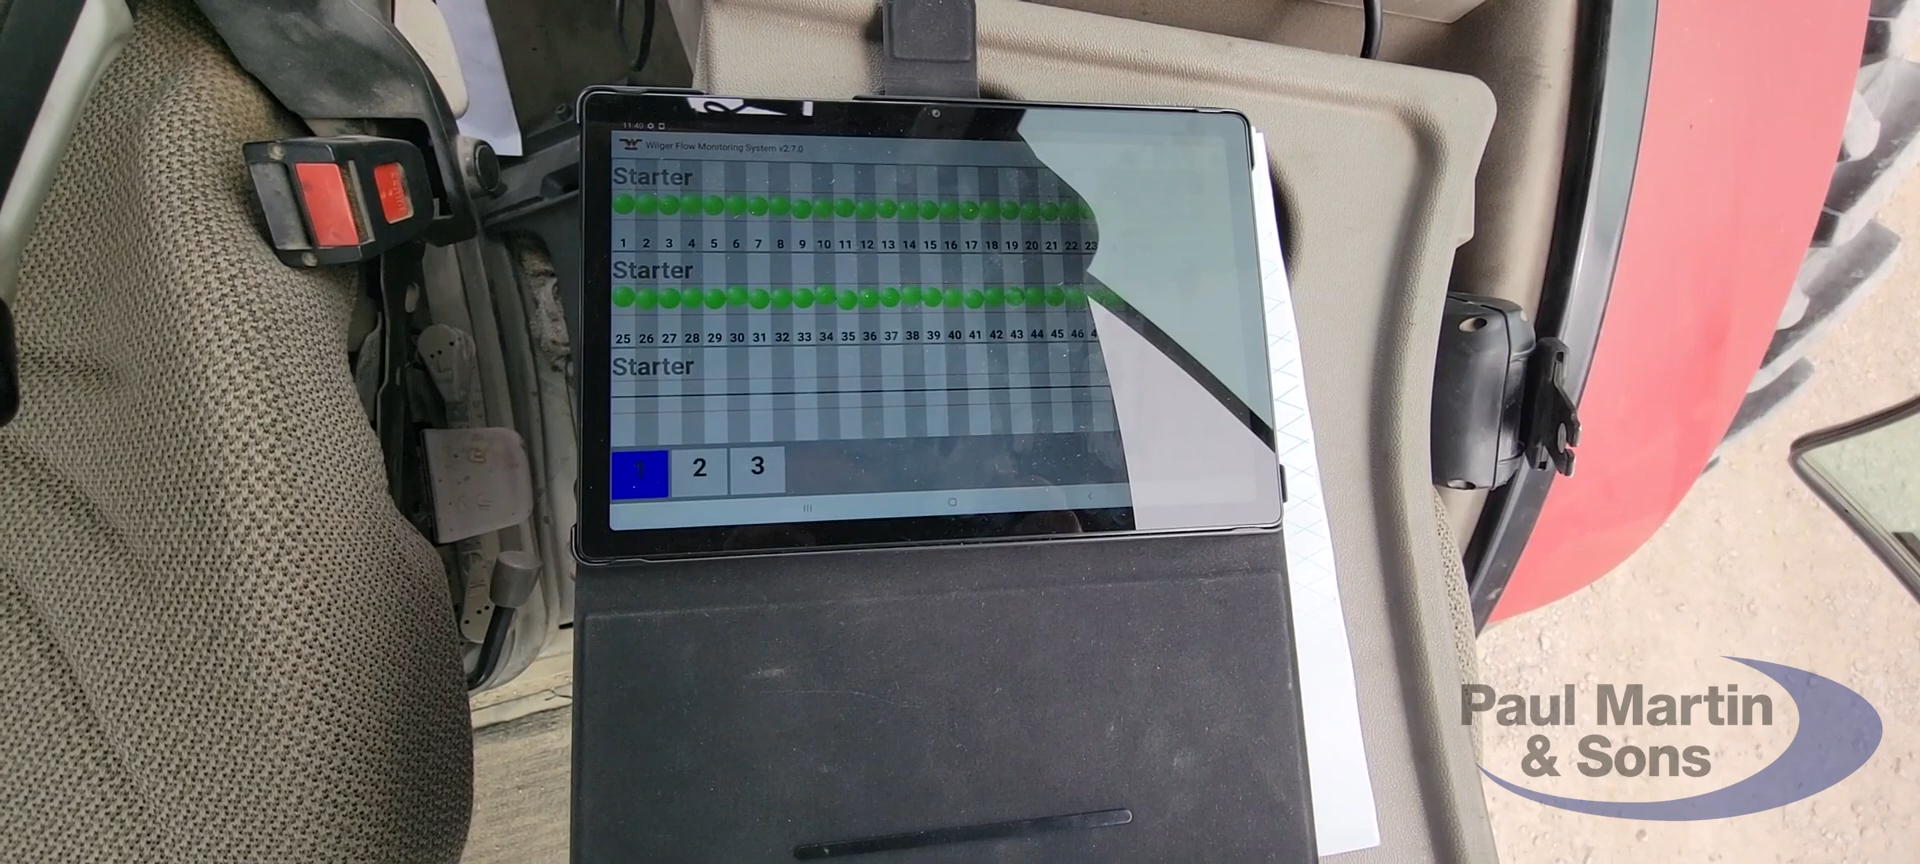 11:40
Wilger Flow Monitoring System v2.7.0
Starter
1 2 3 4 5 6 7 8 9 10 11 12 13 14 15 16 17 18 19 20 21 22 23
Starter
25 26 27 28 29 30 31 32 33 34 35 36 37 38 39 40 41 42 43 44 45 46 4
Starter
1 2 3
Paul Martin
& Sons